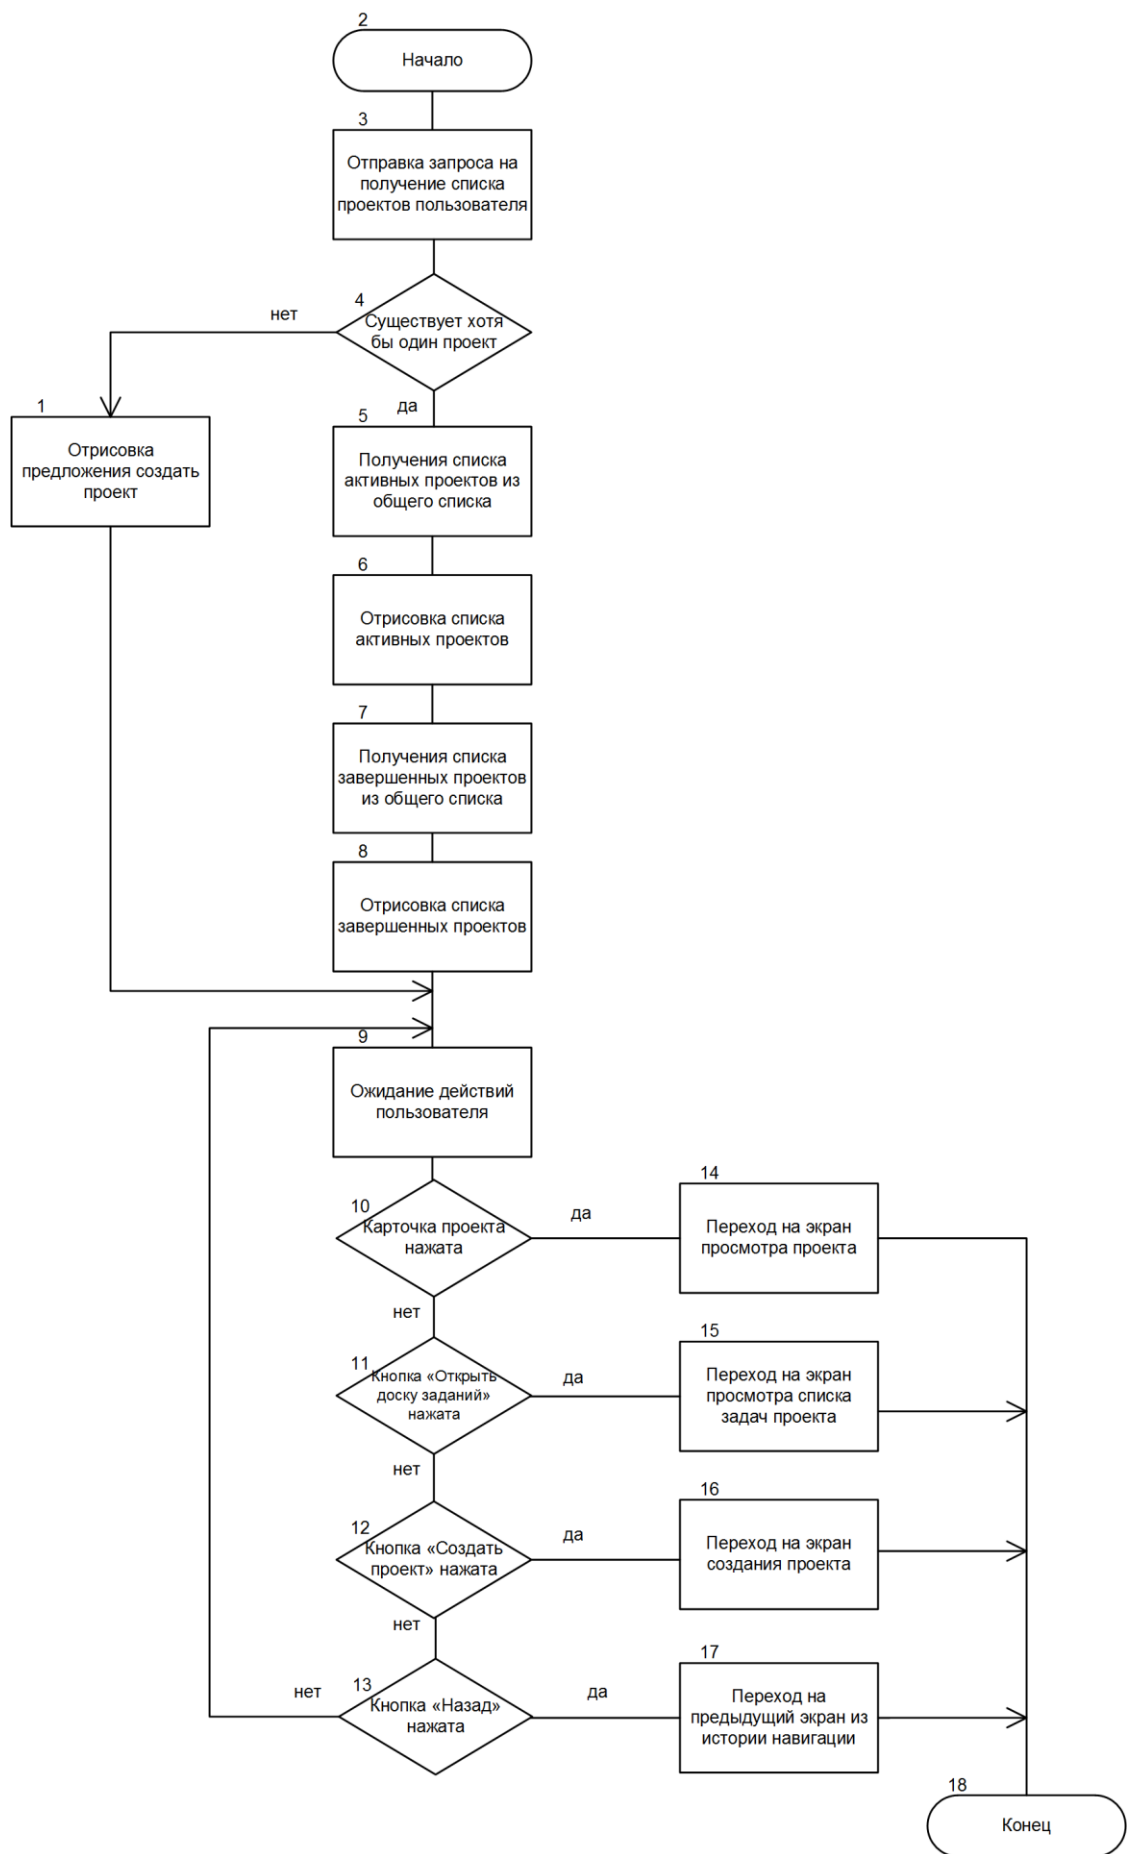 2
Начало
3
Отправка запроса на
получение списка
проектов пользователя
4
нет
Существует хотя
бы один проект
да
1
Отрисовка
предложения создать
проект
5
Получения списка
активных проектов из
общего списка
6
Отрисовка списка
активных проектов
7
Получения списка
завершенных проектов
из общего списка
8
Отрисовка списка
завершенных проектов
9
Ожидание действий
пользователя
10
Карточка проекта
нажата
да
14
Переход на экран
просмотра проекта
нет
11
Кнопка «Открыть
доску заданий»
нажата
да
15
Переход на экран
просмотра списка
задач проекта
нет
12
Кнопка «Создать
проект» нажата
да
16
Переход на экран
создания проекта
нет
13
нет
Кнопка «Назад»
нажата
да
17
Переход на
предыдущий экран из
истории навигации
18
Конец